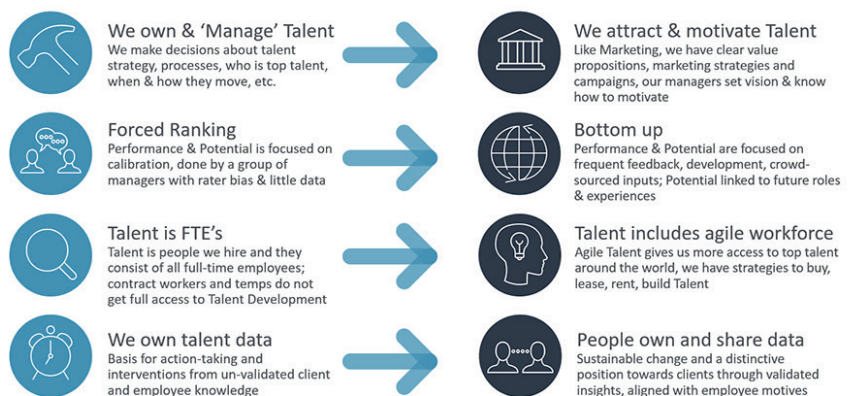 We own & ‘Manage’ Talent
We make decisions about talent
strategy, processes, who is top talent,
when & how they move, etc.
We attract & motivate Talent
Like Marketing, we have clear value
propositions, marketing strategies and
campaigns, our managers set vision & know
how to motivate
Forced Ranking
Performance & Potential is focused on
calibration, done by a group of
managers with rater bias & little data
Bottom up
Performance & Potential are focused on
frequent feedback, development, crowd-
sourced inputs; Potential linked to future roles
& experiences
Talent is FTE’s
Talent is people we hire and they
consist of all full-time employees;
contract workers and temps do not
get full access to Talent Development
Talent includes agile workforce
Agile Talent gives us more access to top talent
around the world, we have strategies to buy,
lease, rent, build Talent
We own talent data
Basis for action-taking and
interventions from un-validated client
and employee knowledge
People own and share data
Sustainable change and a distinctive
position towards clients through validated
insights, aligned with employee motives